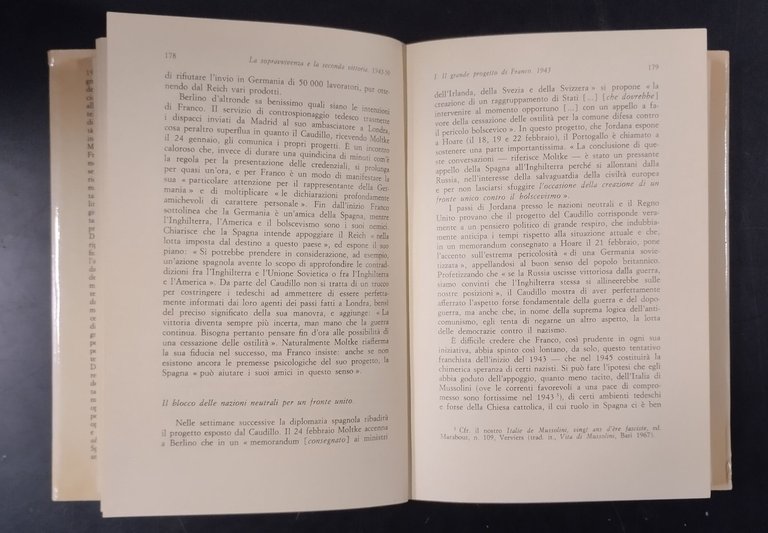 178
La sopravvivenza e la seconda vittoria. 1943-50
di rifiutare l'invio in Germania di 50 000 lavoratori, pur otte-
nendo dal Reich vari prodotti.
Berlino d'altronde sa benissimo quali siano le intenzioni
di Franco. Il servizio di controspionaggio tedesco trasmette
i dispacci inviati da Madrid al suo ambasciatore a Londra,
cosa peraltro superflua in quanto il Caudillo, ricevendo Moltke
il 24 gennaio, gli comunica i propri progetti. È un incontro
caloroso che, invece di durare una quindicina di minuti com'è
la regola per la presentazione delle credenziali, si prolunga
per quasi un'ora, e per Franco è un modo di manifestare la
sua « particolare attenzione per il rappresentante della Ger-
mania » e di moltiplicare « le dichiarazioni profondamente
amichevoli di carattere personale ». Fin dall'inizio Franco
sottolinea che la Germania è un'amica della Spagna, mentre
l'Inghilterra, l'America e il bolscevismo sono i suoi nemici.
Chiarisce che la Spagna intende appoggiare il Reich « nella
lotta imposta dal destino a questo paese », ed espone il suo
piano: « Si potrebbe prendere in considerazione, ad esempio,
un'azione spagnola avente lo scopo di approfondire le contrad-
dizioni fra l'Inghilterra e l'Unione Sovietica o fra l'Inghilterra
e l'America ». Da parte del Caudillo non si tratta di un trucco
per costringere i tedeschi ad ammettere di essere perfetta-
mente informati dai loro agenti dei passi fatti a Londra, bensì
del preciso significato della sua manovra, e aggiunge: « La
vittoria diventa sempre più incerta, man mano che la guerra
continua. Bisogna pertanto pensare fin d'ora alle possibilità di
una cessazione delle ostilità ». Naturalmente Moltke riafferma
la sua fiducia nel successo, ma Franco insiste: anche se non
esistono ancora le premesse psicologiche del suo progetto, la
Spagna « può aiutare i suoi amici in questo senso ».
Il blocco delle nazioni neutrali per un fronte unito.
Nelle settimane successive la diplomazia spagnola ribadirà
il progetto esposto dal Caudillo. Il 24 febbraio Moltke accenna
a Berlino che in un « memorandum [consegnato] ai ministri
I. Il grande progetto di Franco. 1943
179
dell'Irlanda, della Svezia e della Svizzera » si propone « la
creazione di un raggruppamento di Stati [...] [che dovrebbe]
intervenire al momento opportuno [...] con un appello a fa-
vore della cessazione delle ostilità per una comune difesa contro
il pericolo bolscevico ». In questo progetto, che Jordana espone
a Hoare (il 18, 19 e 22 febbraio), il Portogallo è chiamato a
sostenere una parte importantissima. « La conclusione di que-
ste conversazioni — riferisce Moltke — è stato un pressante
appello della Spagna all'Inghilterra perché si allontani dalla
Russia, nell'interesse della salvaguardia della civiltà europea
e per non lasciarsi sfuggire l'occasione della creazione di un
fronte unico contro il bolscevismo ».
I passi di Jordana presso le nazioni neutrali e il Regno
Unito provano che il progetto del Caudillo corrisponde vera-
mente a un pensiero politico di grande respiro, che indubbia-
mente anticipa i tempi rispetto alla situazione attuale e che,
in un memorandum consegnato a Hoare il 21 febbraio, pone
l'accento sull'estrema pericolosità « di una Germania sovie-
tizzata », appellandosi al buon senso del popolo britannico.
Profetizzando che « se la Russia uscisse vittoriosa dalla guerra,
siamo convinti che l'Inghilterra stessa si allineerebbe sulle
nostre posizioni », il Caudillo mostra di aver perfettamente
afferrato l'aspetto forse fondamentale della guerra e del dopo-
guerra, ma anche che, in nome della suprema logica dell'anti-
comunismo, egli tenta di negarne un altro aspetto, la lotta
delle democrazie contro il nazismo.
È difficile credere che Franco, così prudente in ogni sua
iniziativa, abbia spinto così lontano, da solo, questo tentativo
franchista dell'inizio del 1943 — che nel 1945 costituirà la
chimerica speranza di certi nazisti. Si può fare l'ipotesi che egli
abbia goduto dell'appoggio, quanto meno tacito, dell'Italia di
Mussolini (ove le correnti favorevoli a una pace di compro-
messo sono fortissime nel 1943 ³), di certi ambienti tedeschi
e forse della Chiesa cattolica, il cui ruolo in Spagna ci è ben
³ Cfr. il nostro Italie de Mussolini, vingt ans d'ère fasciste, ed.
Marabout, n. 109, Verviers (trad. it., Vita di Mussolini, Bari 1967).